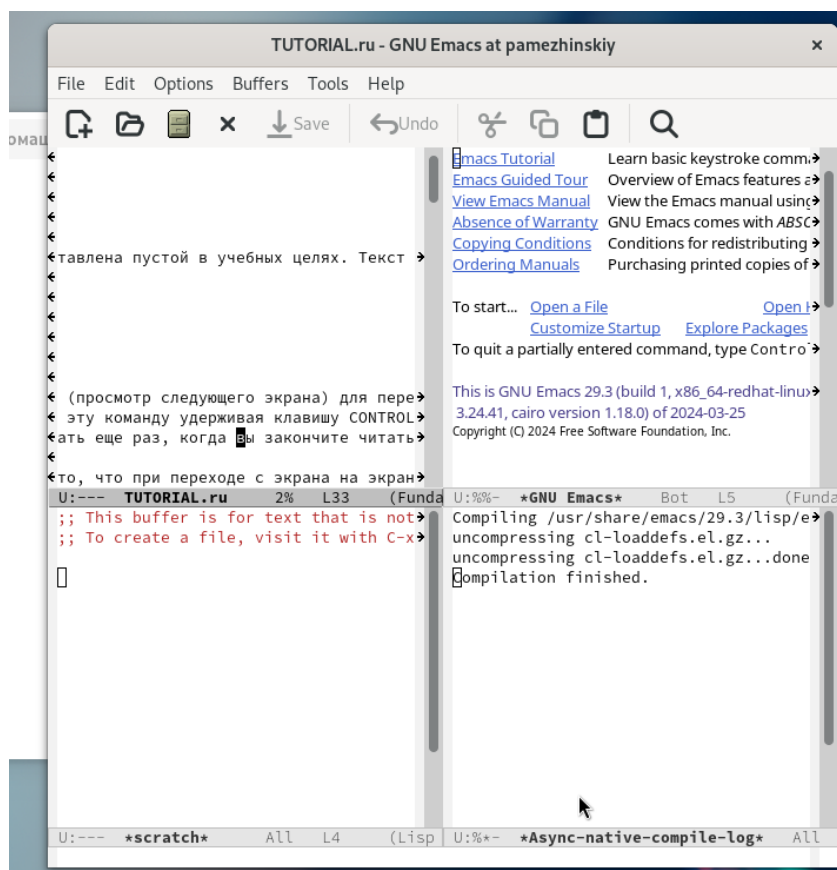 TUTORIAL.ru - GNU Emacs at pamezhinskiy
File Edit Options Buffers Tools Help
Save Undo
тавлена пустой в учебных целях. Текст
(просмотр следующего экрана) для пере
эту команду удерживая клавишу CONTROL
ать еще раз, когда вы закончите читать
то, что при переходе с экрана на экран
U:--- TUTORIAL.ru 2% L33 (Funda
Emacs Tutorial Learn basic keystroke comma
Emacs Guided Tour Overview of Emacs features a
View Emacs Manual View the Emacs manual using
Absence of Warranty GNU Emacs comes with ABSO
Copying Conditions Conditions for redistributing
Ordering Manuals Purchasing printed copies of
To start... Open a File Open H
Customize Startup Explore Packages
To quit a partially entered command, type Contro
This is GNU Emacs 29.3 (build 1, x86_64-redhat-linux
3.24.41, cairo version 1.18.0) of 2024-03-25
Copyright (C) 2024 Free Software Foundation, Inc.
U:%%- *GNU Emacs* Bot L5 (Funda
;; This buffer is for text that is not
;; To create a file, visit it with C-x
U:--- *scratch* All L4 (Lisp
Compiling /usr/share/emacs/29.3/lisp/e
uncompressing cl-loaddefs.el.gz...
uncompressing cl-loaddefs.el.gz...done
Compilation finished.
U:%*- *Async-native-compile-log* All